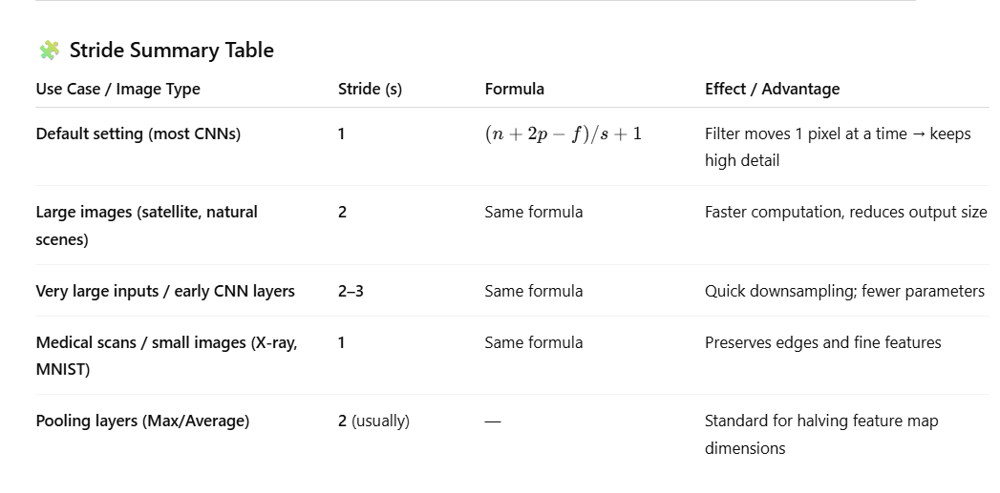 🧩 Stride Summary Table
Use Case / Image Type Stride (s) Formula Effect / Advantage
Default setting (most CNNs) 1 (n + 2p − f)/s + 1 Filter moves 1 pixel at a time → keeps
high detail
Large images (satellite, natural 2 Same formula Faster computation, reduces output size
scenes)
Very large inputs / early CNN layers 2–3 Same formula Quick downsampling; fewer parameters
Medical scans / small images (X-ray, 1 Same formula Preserves edges and fine features
MNIST)
Pooling layers (Max/Average) 2 (usually) — Standard for halving feature map
dimensions